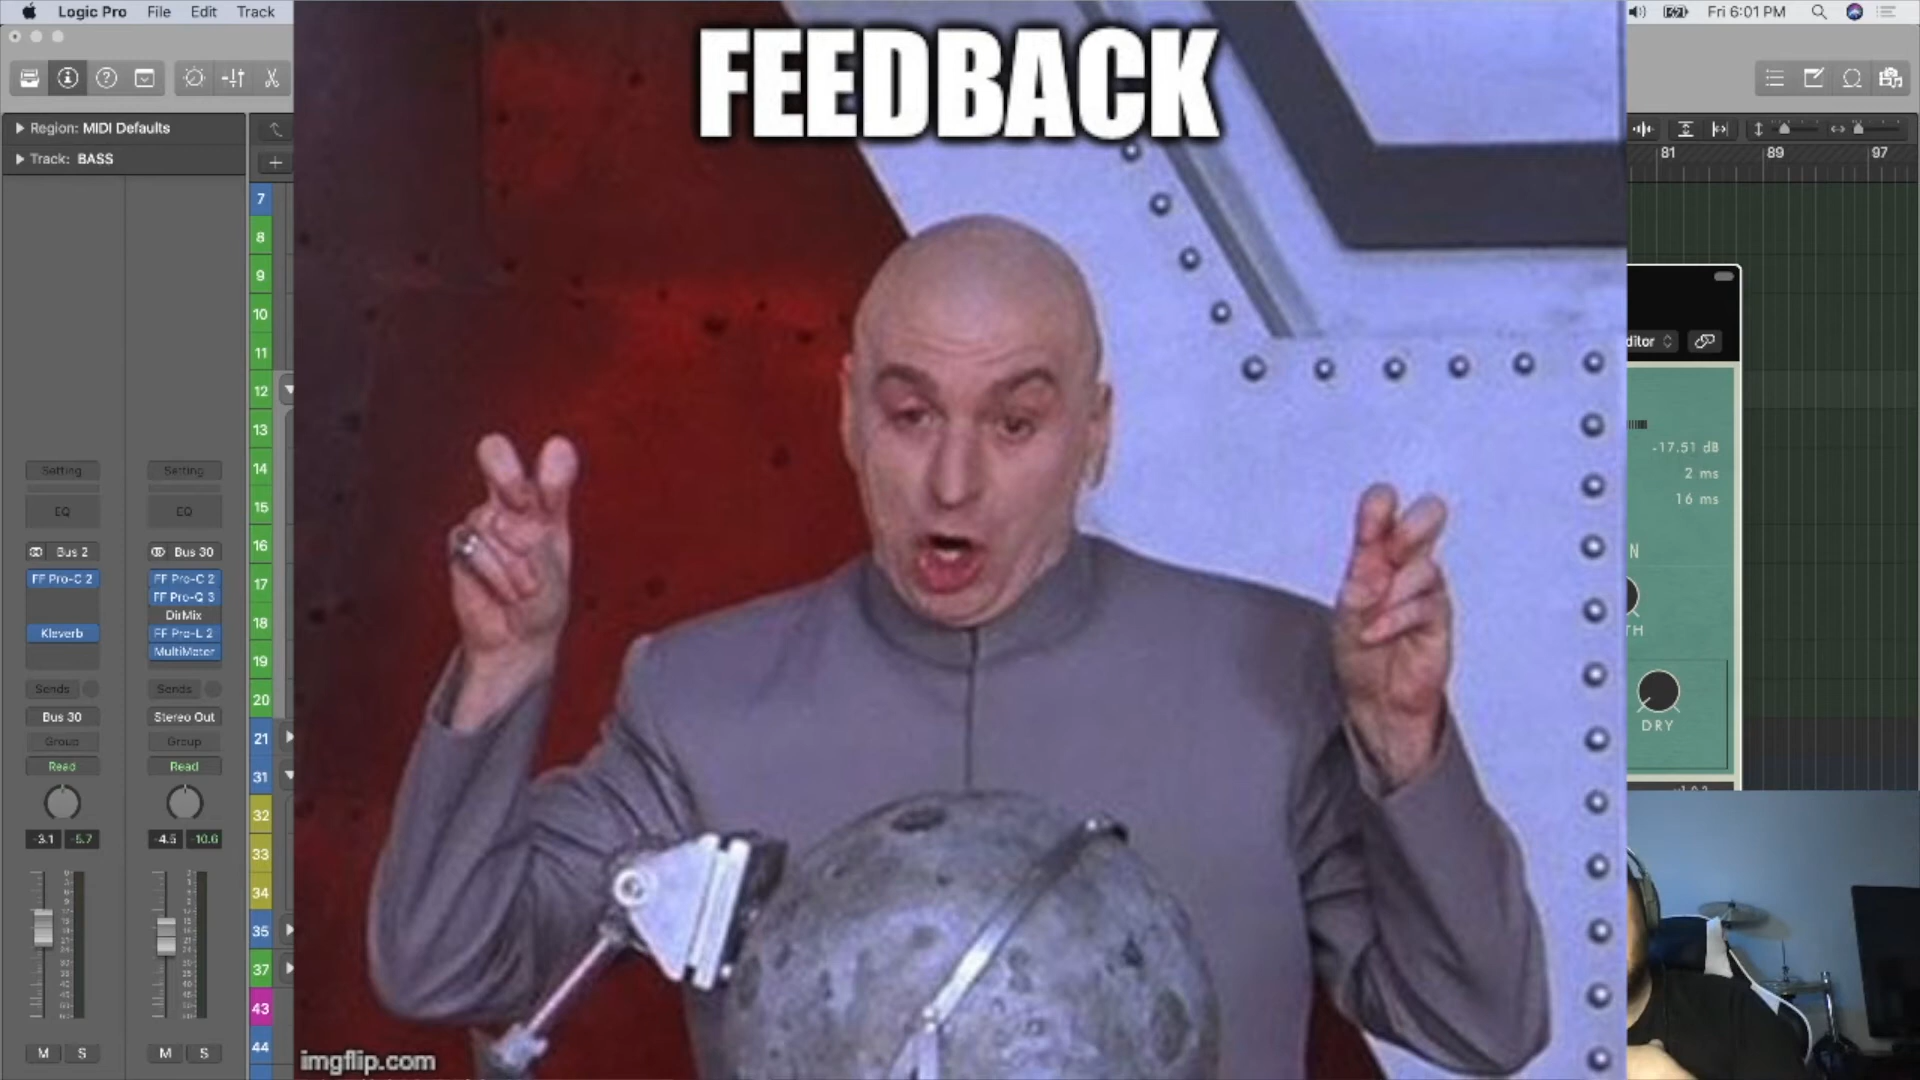 Logic Pro File Edit Track
Fri 6:01 PM
FEEDBACK
Region: MIDI Defaults
Track: BASS
81 89 97
7
8
9
10
11
12
13
14
15
16
17
18
19
20
21
31
32
33
34
35
37
43
44
Setting Setting
EQ EQ
Bus 2 Bus 30
FF Pro-C 2 FF Pro-C 2
FF Pro-Q 3
DirMix
Kleverb FF Pro-L 2
MultiMeter
Sends Sends
Bus 30 Stereo Out
Group Group
Read Read
-3.1 -5.7 -4.5 -10.6
M S M S
ditor
-17.51 dB
2 ms
16 ms
N
TH
DRY
imgflip.com